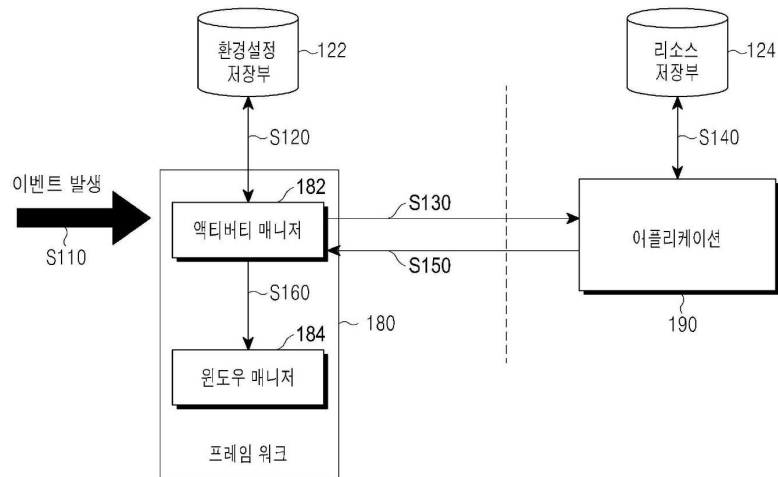 환경설정
저장부
122
리소스
저장부
124
S120
S140
이벤트 발생
S110
182
액티버티 매니저
S130
S150
어플리케이션
190
S160
180
184
윈도우 매니저
프레임 워크